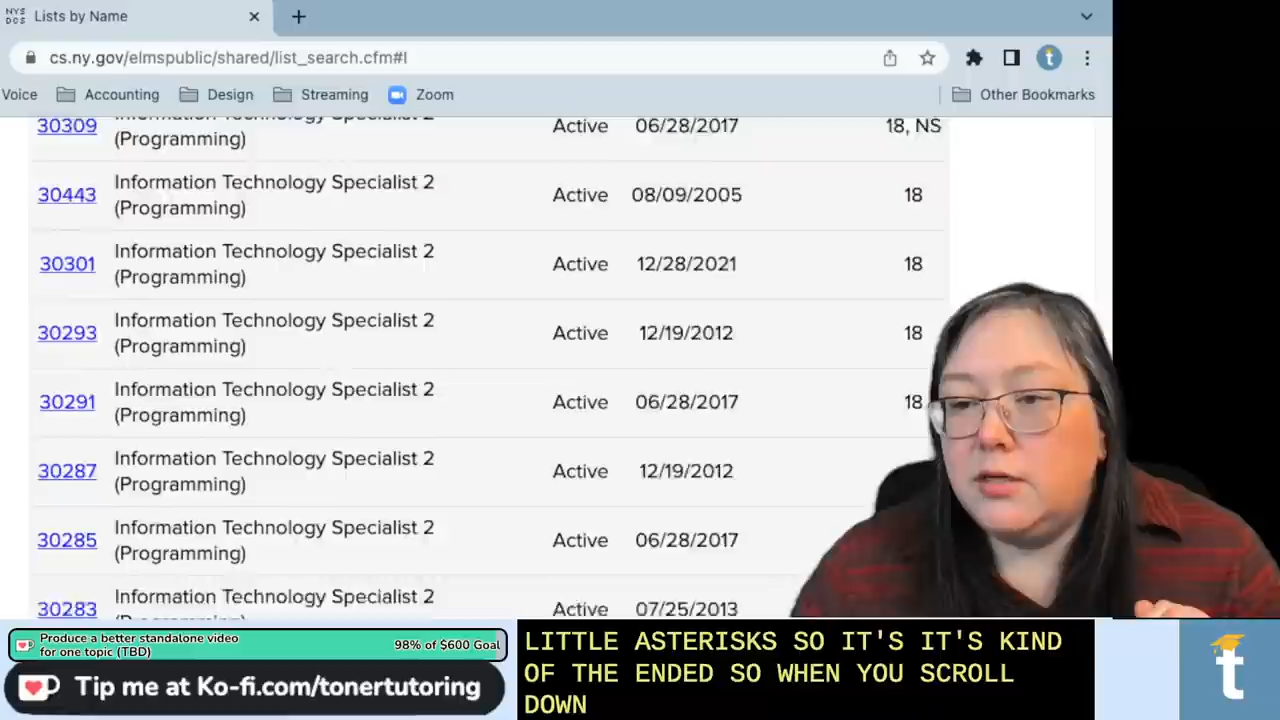 NYS
DOS
Lists by Name
cs.ny.gov/elmspublic/shared/list_search.cfm#I
Voice
Accounting
Design
Streaming
Zoom
Other Bookmarks
30309 Information Technology Specialist 2 Active 06/28/2017 18, NS
(Programming)
30443 Information Technology Specialist 2 Active 08/09/2005 18
(Programming)
30301 Information Technology Specialist 2 Active 12/28/2021 18
(Programming)
30293 Information Technology Specialist 2 Active 12/19/2012 18
(Programming)
30291 Information Technology Specialist 2 Active 06/28/2017 18
(Programming)
30287 Information Technology Specialist 2 Active 12/19/2012
(Programming)
30285 Information Technology Specialist 2 Active 06/28/2017
(Programming)
30283 Information Technology Specialist 2 Active 07/25/2013
Produce a better standalone video
for one topic (TBD)
98% of $600 Goal
Tip me at Ko-fi.com/tonertutoring
LITTLE ASTERISKS SO IT'S IT'S KIND
OF THE ENDED SO WHEN YOU SCROLL
DOWN
t